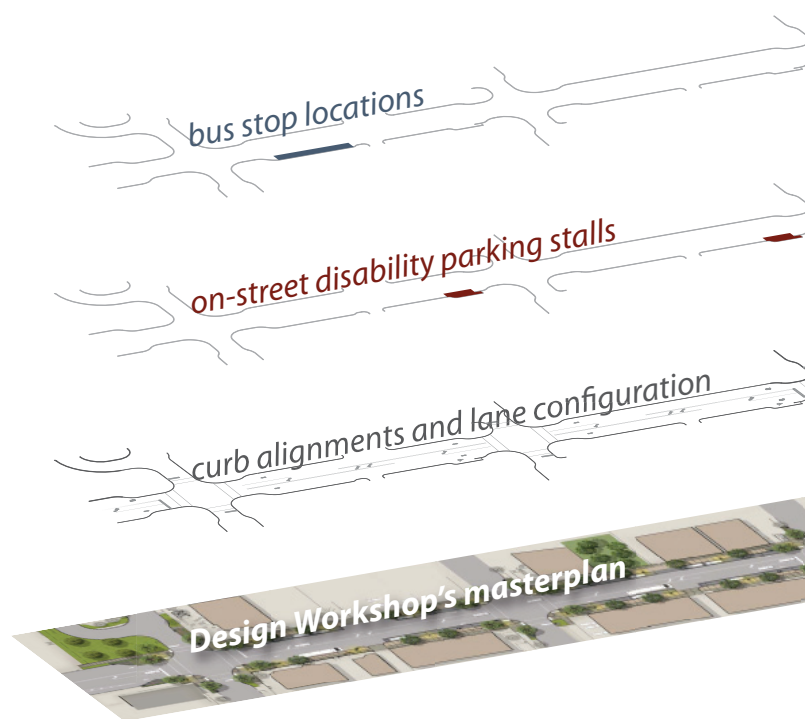 bus stop locations
on-street disability parking stalls
curb alignments and lane configuration
Design Workshop's masterplan